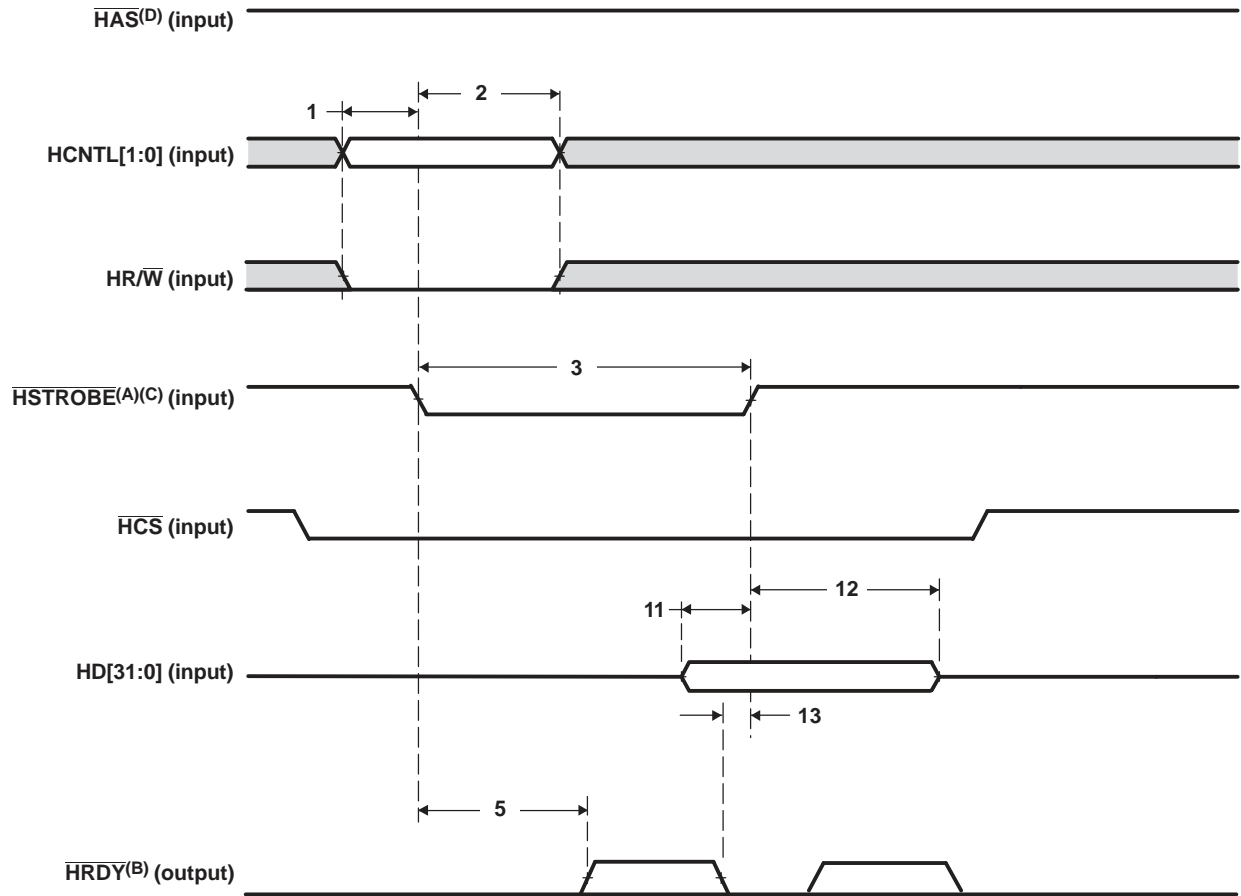 HAS(D) (input)
1
2
HCNTL[1:0] (input)
HR/W (input)
3
HSTROBE(A)(C) (input)
HCS (input)
12
11
HD[31:0] (input)
13
5
HRDY(B) (output)